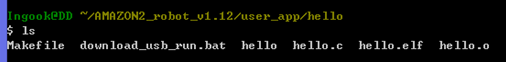 Ingook@DD ~/AMAZON2_robot_v1.12/user_app/hello
$ ls
Makefile  download_usb_run.bat  hello  hello.c  hello.elf  hello.o